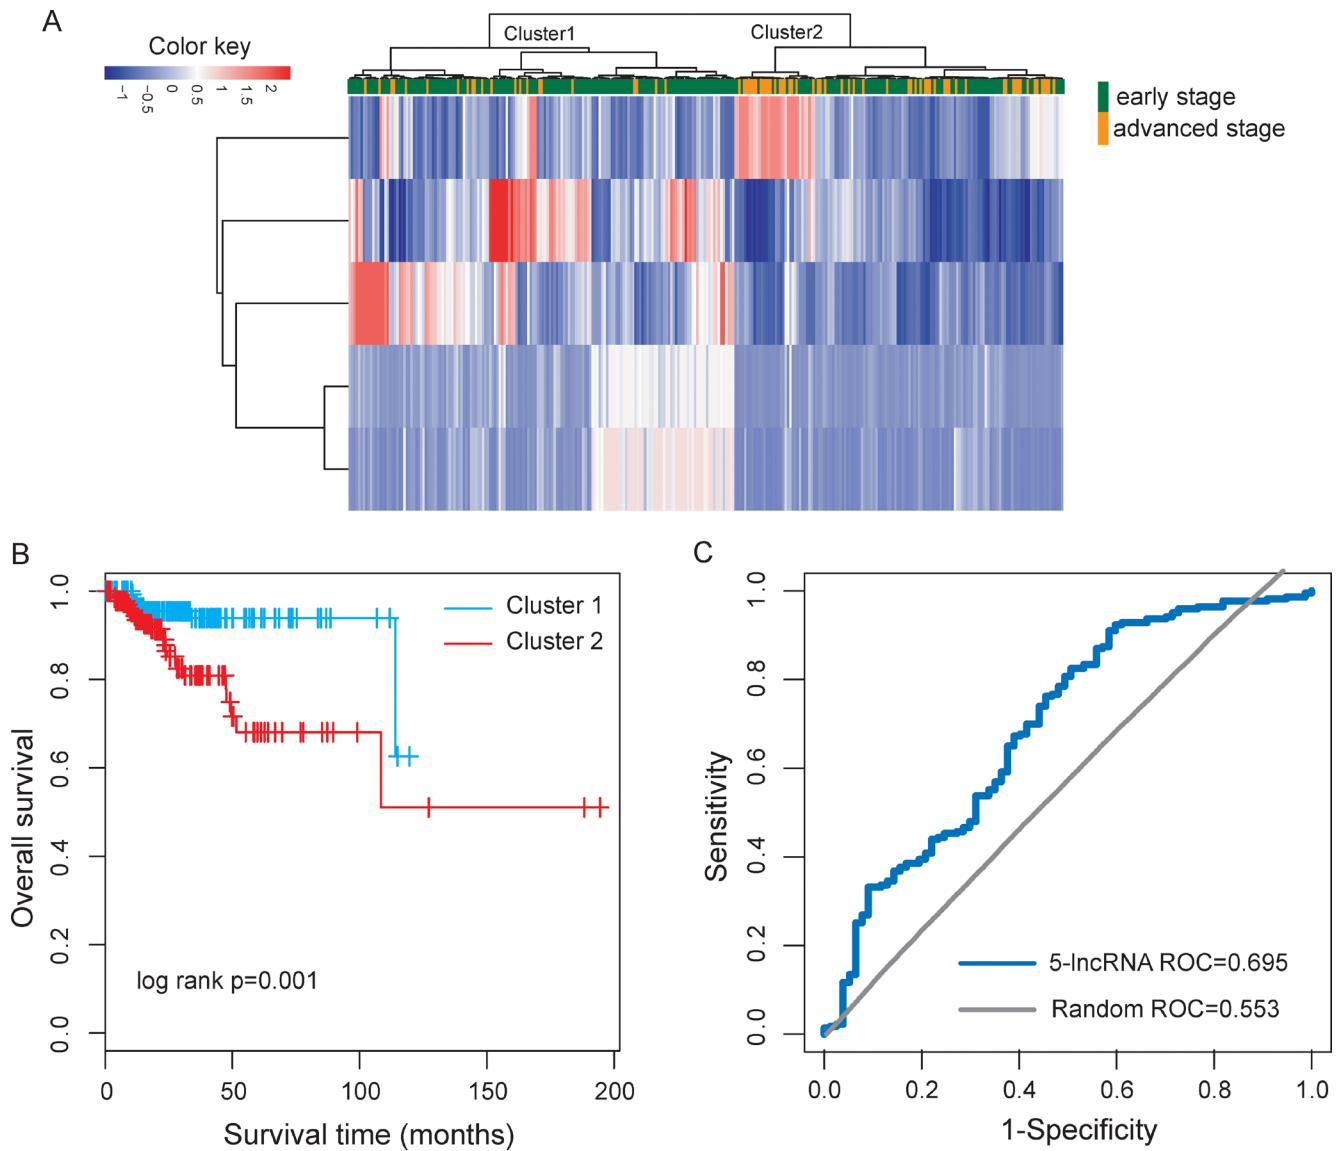 A
Color key
−1 −0.5 0 0.5 1 1.5 2
Cluster1
Cluster2
early stage
advanced stage
B
Overall survival
1.0
0.8
0.6
0.4
0.2
0.0
Cluster 1
Cluster 2
log rank p=0.001
0 50 100 150 200
Survival time (months)
C
Sensitivity
1.0
0.8
0.6
0.4
0.2
0.0
5-lncRNA ROC=0.695
Random ROC=0.553
0.0 0.2 0.4 0.6 0.8 1.0
1-Specificity